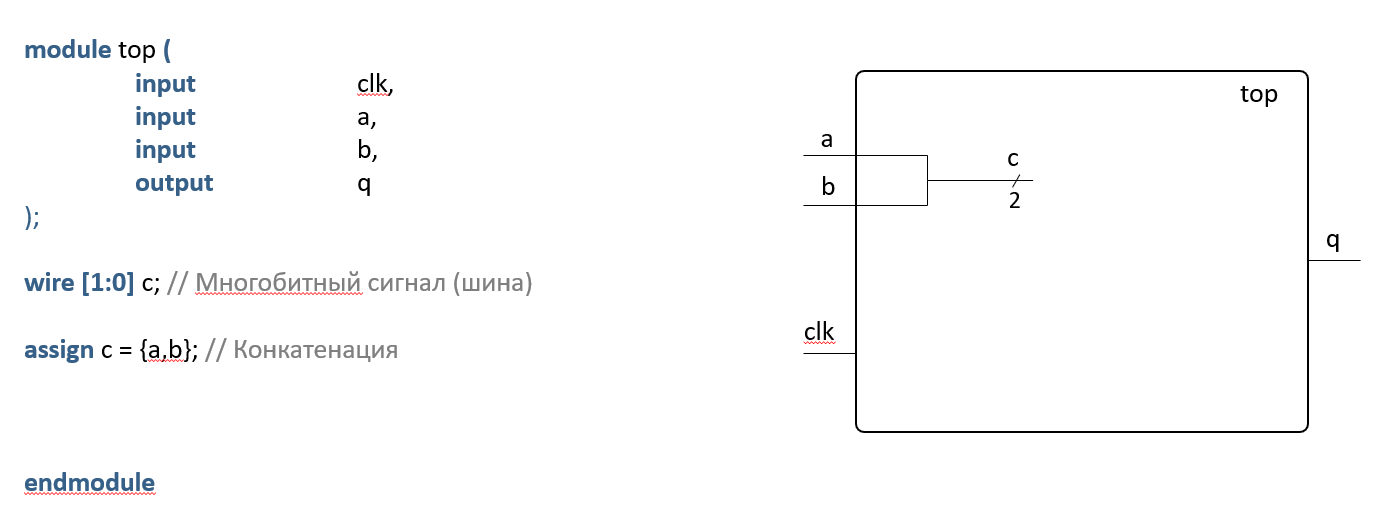 module top (
input clk,
input a,
input b,
output q
);
wire [1:0] c; // Многобитный сигнал (шина)
assign c = {a,b}; // Конкатенация
endmodule
top
a
c
b
2
q
clk